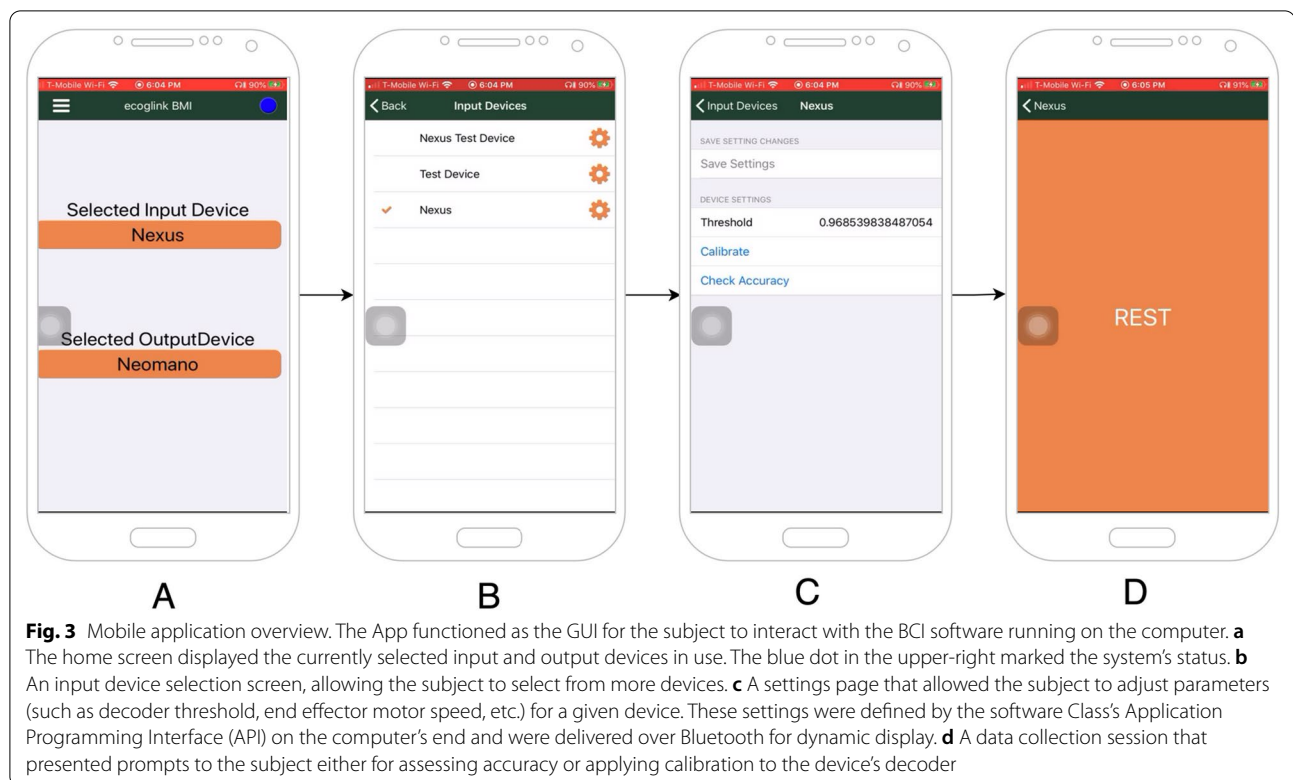 T-Mobile Wi-Fi 6:04 PM 90%
ecoglink BMI
Selected Input Device
Nexus
Selected OutputDevice
Neomano
A
T-Mobile Wi-Fi 6:04 PM 90%
Back Input Devices
Nexus Test Device
Test Device
Nexus
B
T-Mobile Wi-Fi 6:04 PM 90%
Input Devices Nexus
SAVE SETTING CHANGES
Save Settings
DEVICE SETTINGS
Threshold 0.968539838487054
Calibrate
Check Accuracy
C
T-Mobile Wi-Fi 6:05 PM 91%
Nexus
REST
D
Fig. 3 Mobile application overview. The App functioned as the GUI for the subject to interact with the BCI software running on the computer. a
The home screen displayed the currently selected input and output devices in use. The blue dot in the upper-right marked the system's status. b
An input device selection screen, allowing the subject to select from more devices. c A settings page that allowed the subject to adjust parameters
(such as decoder threshold, end effector motor speed, etc.) for a given device. These settings were defined by the software Class's Application
Programming Interface (API) on the computer's end and were delivered over Bluetooth for dynamic display. d A data collection session that
presented prompts to the subject either for assessing accuracy or applying calibration to the device's decoder